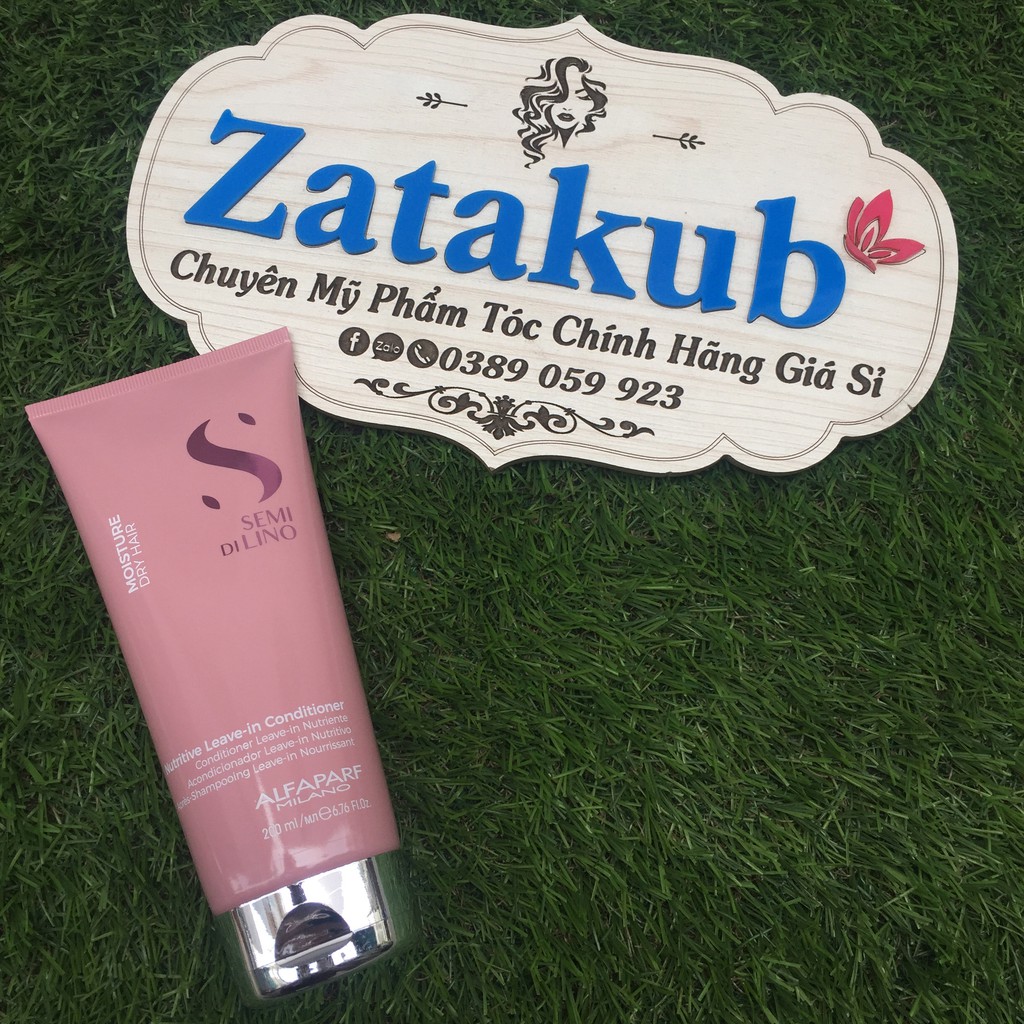 Zatakub
Chuyên Mỹ Phẩm Tóc Chính Hãng Giá Sỉ
f Zalo 0389 059 923
SEMI
DI LINO
MOISTURE
DRY HAIR
Nutritive Leave-in Conditioner
Conditioner Leave-in Nutriente
Acondicionador Leave-in Nutritivo
Après-Shampooing Leave-in Nourrissant
ALFAPARF
MILANO
200 ml/мл℮6.76 Fl.Oz.